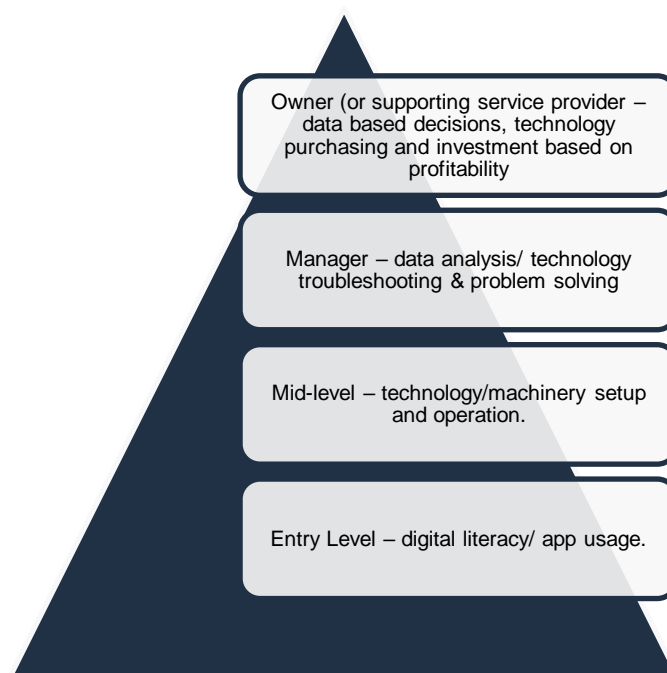 Owner (or supporting service provider –
data based decisions, technology
purchasing and investment based on
profitability
Manager – data analysis/ technology
troubleshooting & problem solving
Mid-level – technology/machinery setup
and operation.
Entry Level – digital literacy/ app usage.